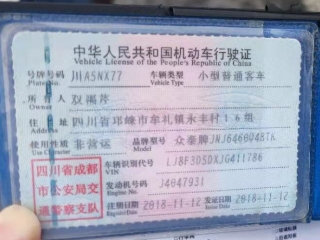 中华人民共和国机动车行驶证
Vehicle License of the People's Republic of China
号牌号码 川A5NX77 车辆类型 小型普通客车
Plate No. Vehicle Type
所有人 双福芹
Owner
住址 四川省邛崃市牟礼镇永丰村16组
Address
使用性质 非营运 品牌型号 众泰牌JNJ6460Q48TK
Use Character Model
四川省成都
市公安局交
通警察支队
车辆识别代号 LJ8F3D5DXJG411786
VIN
发动机号码 J4047931
Engine No.
注册日期 2018-11-12 发证日期 2018-11-12
Register Date Issue Date